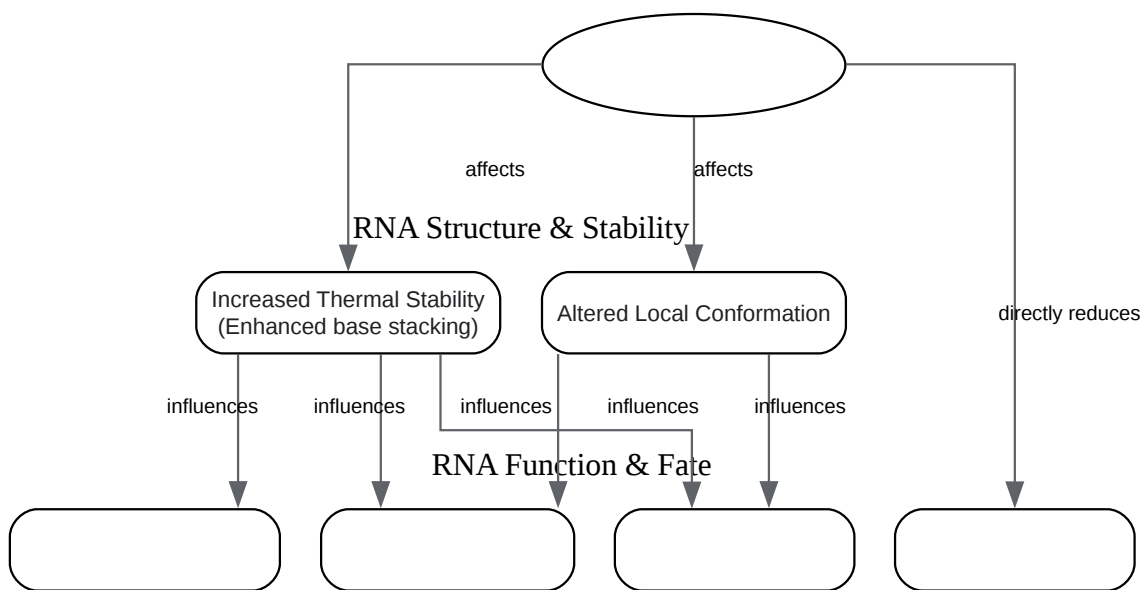 affects
affects
RNA Structure & Stability
Increased Thermal Stability
(Enhanced base stacking)
Altered Local Conformation
directly reduces
influences
influences
influences
influences
influences
RNA Function & Fate